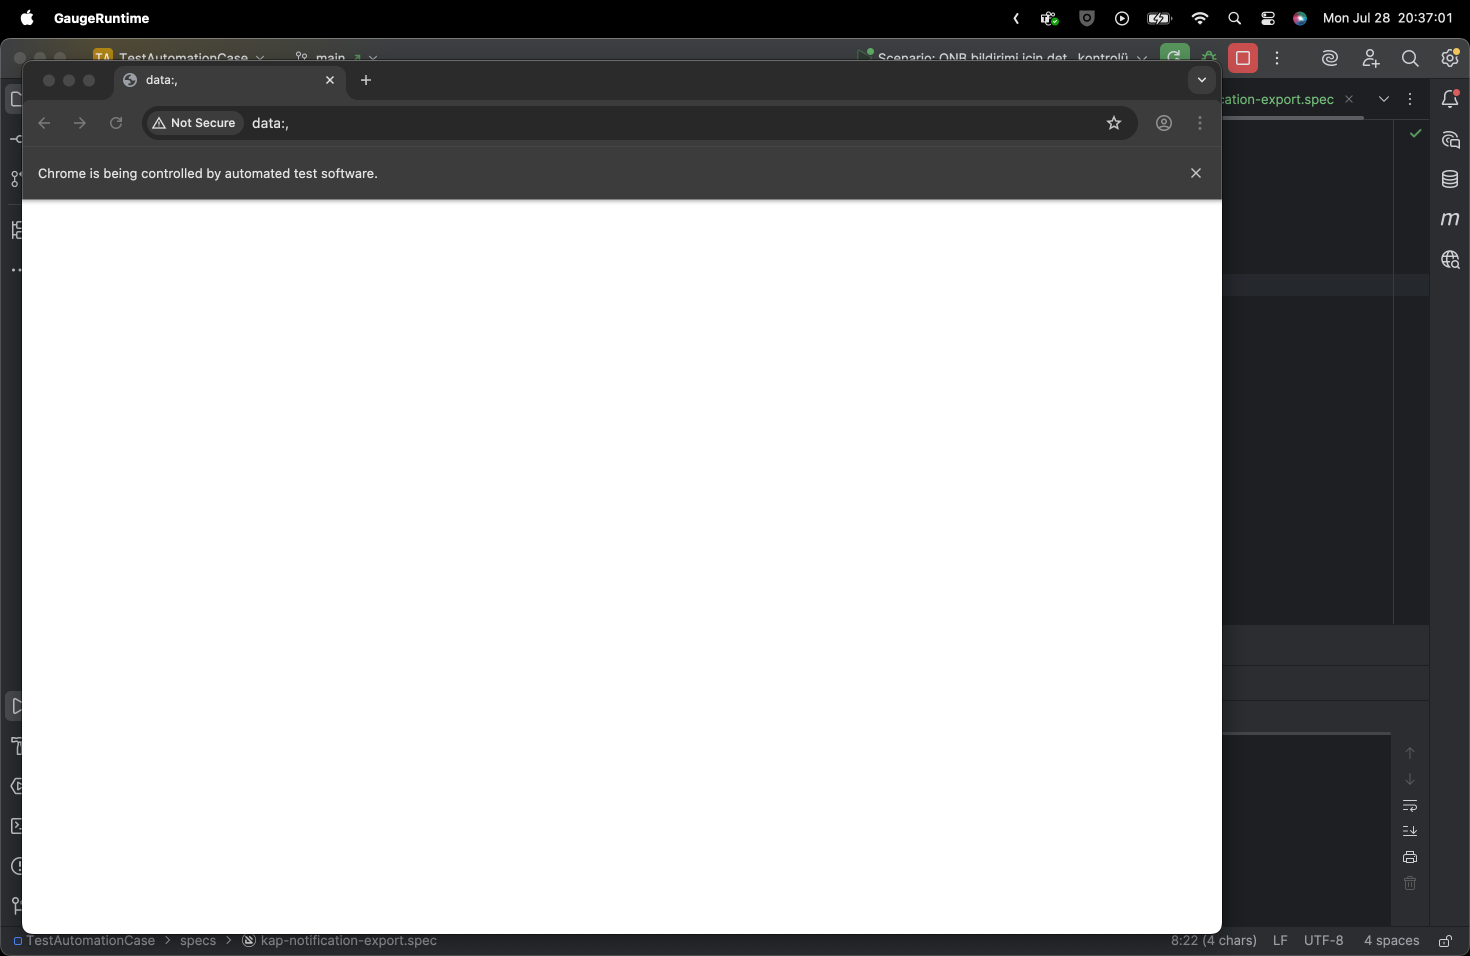 GaugeRuntime
Mon Jul 28 20:37:01
TA TestAutomationCase main
Scenario: QNB bildirimi için det...kontrolü
data:,
ation-export.spec
Not Secure data:,
Chrome is being controlled by automated test software.
m
TestAutomationCase > specs > kap-notification-export.spec
8:22 (4 chars) LF UTF-8 4 spaces